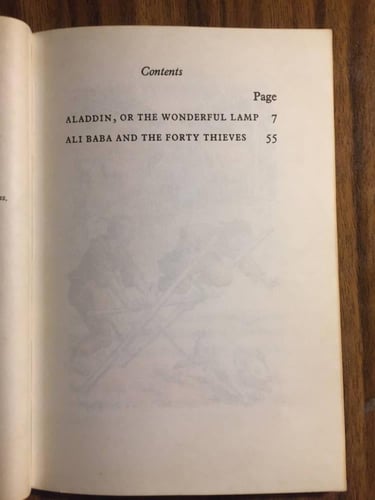 Contents
Page
ALADDIN, OR THE WONDERFUL LAMP 7
ALI BABA AND THE FORTY THIEVES 55